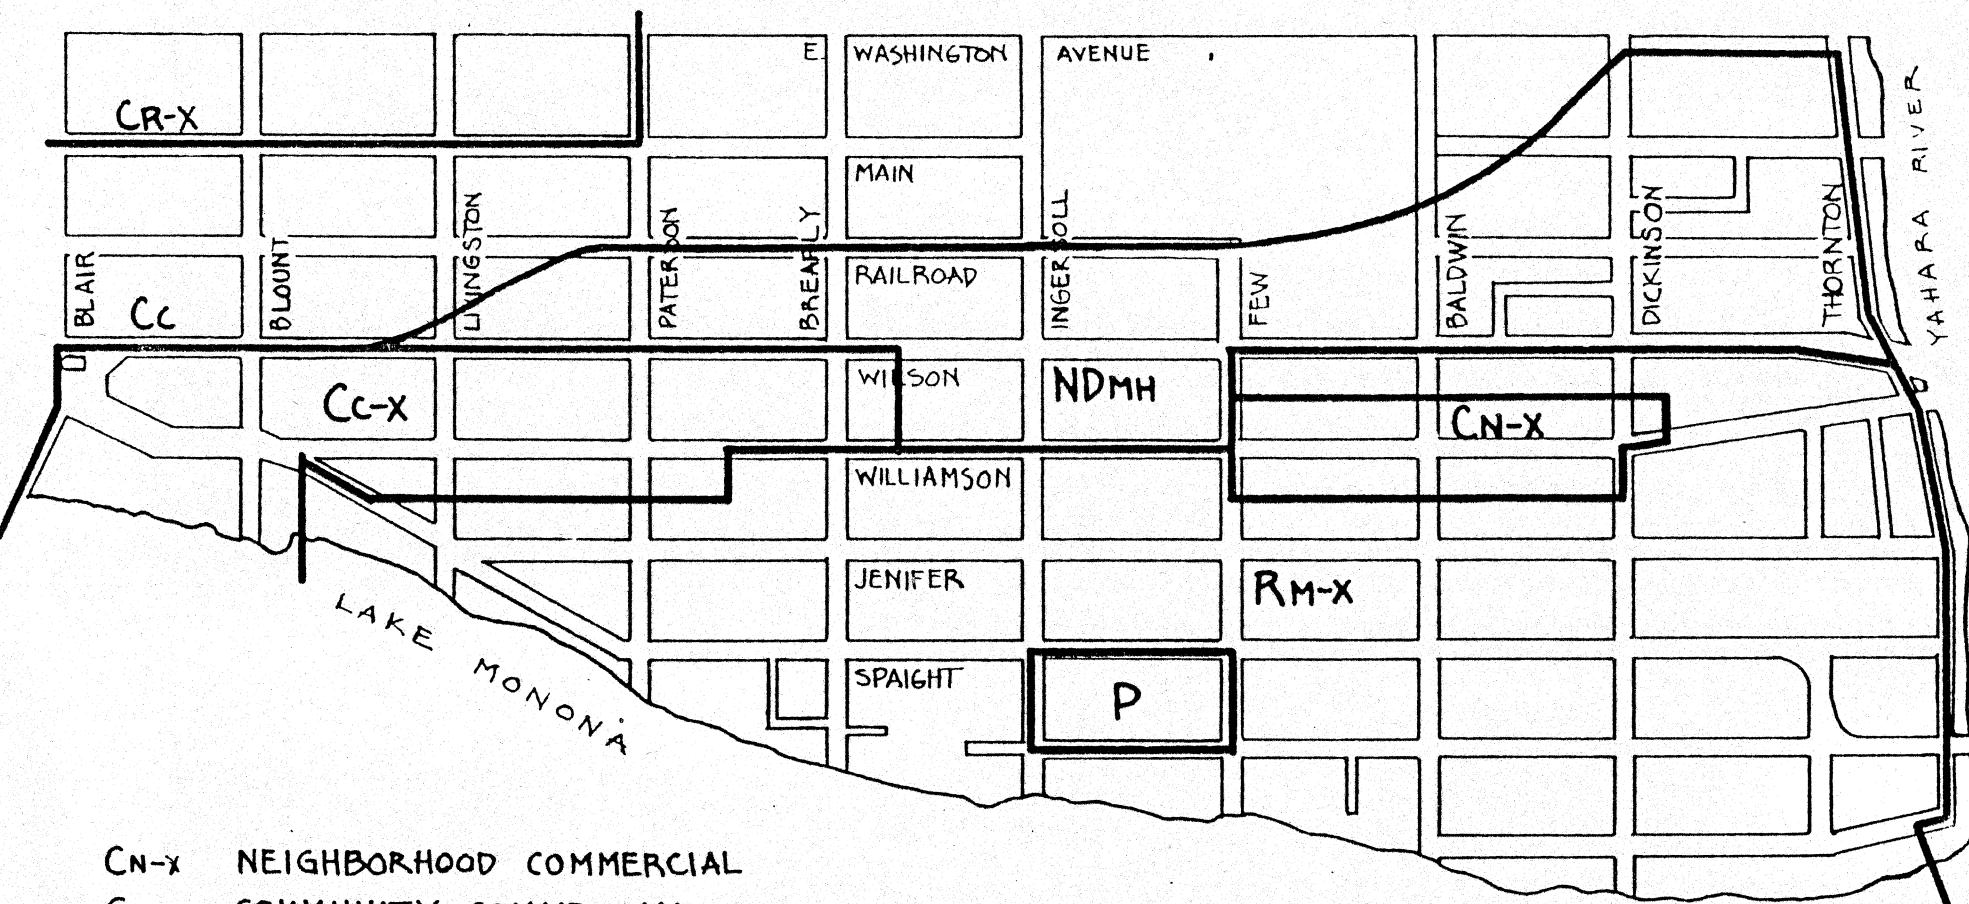 E. WASHINGTON AVENUE
CR-X
MAIN
YAHARA RIVER
BLAIR
BLOUNT
LIVINGSTON
PATERSON
BREARLY
INGERSOLL
FEW
BALDWIN
DICKINSON
THORNTON
CC
RAILROAD
CC-X
WILSON
NDMH
CN-X
WILLIAMSON
JENIFER
RM-X
LAKE MONONA
SPAIGHT
P
CN-X NEIGHBORHOOD COMMERCIAL